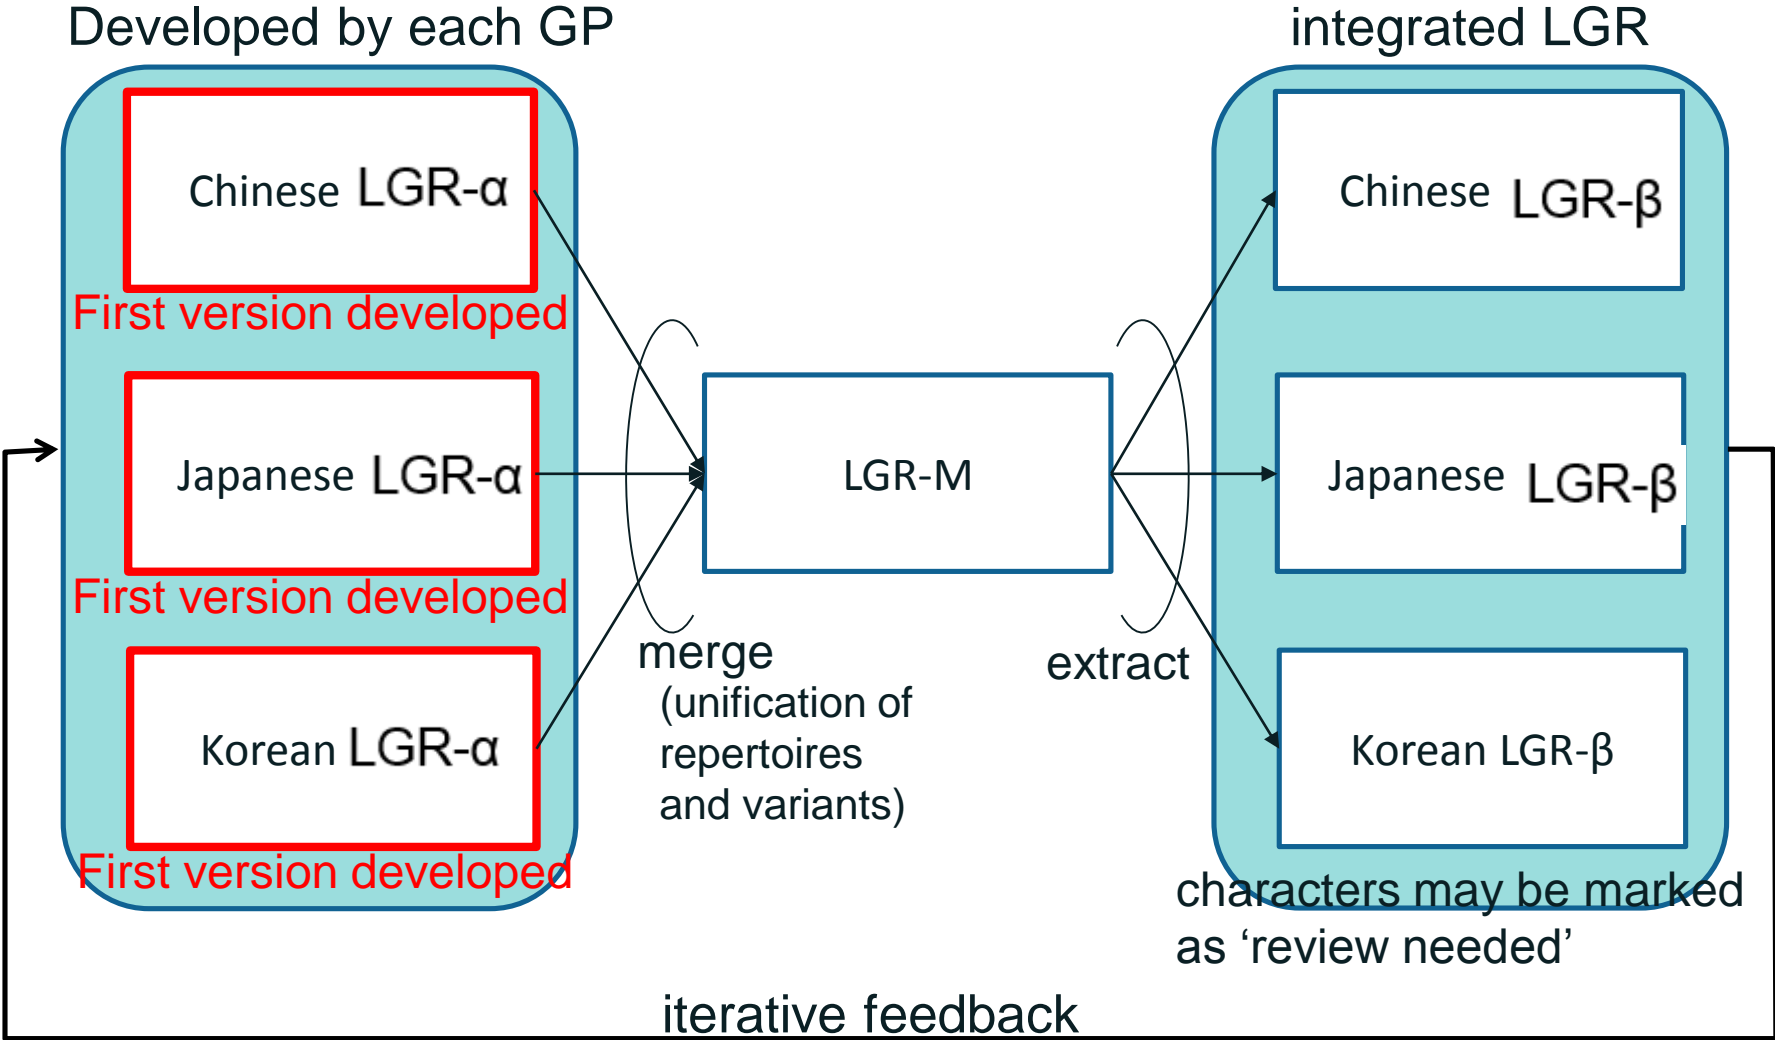 Developed by each GP
integrated LGR
Chinese LGR-α
First version developed
Japanese LGR-α
First version developed
Korean LGR-α
First version developed
merge
(unification of
repertoires
and variants)
LGR-M
extract
Chinese LGR-β
Japanese LGR-β
Korean LGR-β
characters may be marked
as ‘review needed’
iterative feedback